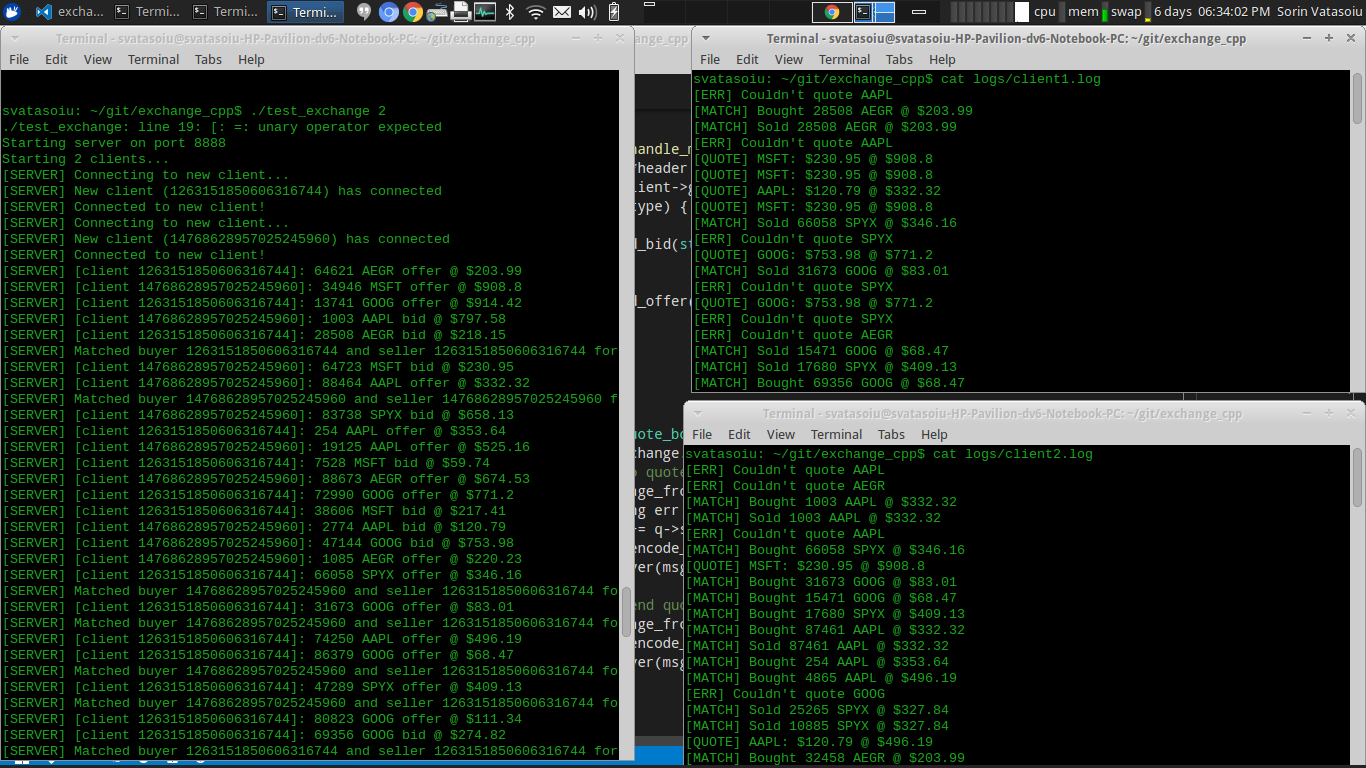 excha...
Termi...
Termi...
Termi...
cpu
mem
swap
6 days
06:34:02 PM
Sorin Vatasoiu
Terminal - svatasoiu@svatasoiu-HP-Pavilion-dv6-Notebook-PC: ~/git/exchange_cpp
File Edit View Terminal Tabs Help
svatasoiu: ~/git/exchange_cpp$ ./test_exchange 2
./test_exchange: line 19: [: =: unary operator expected
Starting server on port 8888
Starting 2 clients...
[SERVER] Connecting to new client...
[SERVER] New client (1263151850606316744) has connected
[SERVER] Connected to new client!
[SERVER] Connecting to new client...
[SERVER] New client (14768628957025245960) has connected
[SERVER] Connected to new client!
[SERVER] [client 1263151850606316744]: 64621 AEGR offer @ $203.99
[SERVER] [client 14768628957025245960]: 34946 MSFT offer @ $908.8
[SERVER] [client 1263151850606316744]: 13741 GOOG offer @ $914.42
[SERVER] [client 14768628957025245960]: 1003 AAPL bid @ $797.58
[SERVER] [client 1263151850606316744]: 28508 AEGR bid @ $218.15
[SERVER] Matched buyer 1263151850606316744 and seller 1263151850606316744 for
[SERVER] [client 1263151850606316744]: 64723 MSFT bid @ $230.95
[SERVER] [client 14768628957025245960]: 88464 AAPL offer @ $332.32
[SERVER] Matched buyer 14768628957025245960 and seller 14768628957025245960 f
[SERVER] [client 14768628957025245960]: 83738 SPYX bid @ $658.13
[SERVER] [client 1263151850606316744]: 254 AAPL offer @ $353.64
[SERVER] [client 14768628957025245960]: 19125 AAPL offer @ $525.16
[SERVER] [client 1263151850606316744]: 7528 MSFT bid @ $59.74
[SERVER] [client 1263151850606316744]: 88673 AEGR offer @ $674.53
[SERVER] [client 14768628957025245960]: 72990 GOOG offer @ $771.2
[SERVER] [client 1263151850606316744]: 38606 MSFT bid @ $217.41
[SERVER] [client 14768628957025245960]: 2774 AAPL bid @ $120.79
[SERVER] [client 14768628957025245960]: 47144 GOOG bid @ $753.98
[SERVER] [client 14768628957025245960]: 1085 AEGR offer @ $220.23
[SERVER] [client 1263151850606316744]: 66058 SPYX offer @ $346.16
[SERVER] Matched buyer 14768628957025245960 and seller 1263151850606316744 fo
[SERVER] [client 1263151850606316744]: 31673 GOOG offer @ $83.01
[SERVER] Matched buyer 14768628957025245960 and seller 1263151850606316744 fo
[SERVER] [client 1263151850606316744]: 74250 AAPL offer @ $496.19
[SERVER] [client 1263151850606316744]: 86379 GOOG offer @ $68.47
[SERVER] Matched buyer 14768628957025245960 and seller 1263151850606316744 fo
[SERVER] [client 1263151850606316744]: 47289 SPYX offer @ $409.13
[SERVER] Matched buyer 14768628957025245960 and seller 1263151850606316744 fo
[SERVER] [client 1263151850606316744]: 80823 GOOG offer @ $111.34
[SERVER] [client 1263151850606316744]: 69356 GOOG bid @ $274.82
[SERVER] Matched buyer 1263151850606316744 and seller 1263151850606316744 for
Terminal - svatasoiu@svatasoiu-HP-Pavilion-dv6-Notebook-PC: ~/git/exchange_cpp
File Edit View Terminal Tabs Help
svatasoiu: ~/git/exchange_cpp$ cat logs/client1.log
[ERR] Couldn't quote AAPL
[MATCH] Bought 28508 AEGR @ $203.99
[MATCH] Sold 28508 AEGR @ $203.99
[ERR] Couldn't quote AAPL
[QUOTE] MSFT: $230.95 @ $908.8
[QUOTE] MSFT: $230.95 @ $908.8
[QUOTE] AAPL: $120.79 @ $332.32
[QUOTE] MSFT: $230.95 @ $908.8
[MATCH] Sold 66058 SPYX @ $346.16
[ERR] Couldn't quote SPYX
[QUOTE] GOOG: $753.98 @ $771.2
[MATCH] Sold 31673 GOOG @ $83.01
[ERR] Couldn't quote SPYX
[QUOTE] GOOG: $753.98 @ $771.2
[ERR] Couldn't quote SPYX
[ERR] Couldn't quote AEGR
[MATCH] Sold 15471 GOOG @ $68.47
[MATCH] Sold 17680 SPYX @ $409.13
[MATCH] Bought 69356 GOOG @ $68.47
Terminal - svatasoiu@svatasoiu-HP-Pavilion-dv6-Notebook-PC: ~/git/exchange_cpp
File Edit View Terminal Tabs Help
svatasoiu: ~/git/exchange_cpp$ cat logs/client2.log
[ERR] Couldn't quote AAPL
[ERR] Couldn't quote AEGR
[MATCH] Bought 1003 AAPL @ $332.32
[MATCH] Sold 1003 AAPL @ $332.32
[ERR] Couldn't quote AAPL
[MATCH] Bought 66058 SPYX @ $346.16
[QUOTE] MSFT: $230.95 @ $908.8
[MATCH] Bought 31673 GOOG @ $83.01
[MATCH] Bought 15471 GOOG @ $68.47
[MATCH] Bought 17680 SPYX @ $409.13
[MATCH] Bought 87461 AAPL @ $332.32
[MATCH] Sold 87461 AAPL @ $332.32
[MATCH] Bought 254 AAPL @ $353.64
[MATCH] Bought 4865 AAPL @ $496.19
[ERR] Couldn't quote GOOG
[MATCH] Sold 25265 SPYX @ $327.84
[MATCH] Sold 10885 SPYX @ $327.84
[QUOTE] AAPL: $120.79 @ $496.19
[MATCH] Bought 32458 AEGR @ $203.99